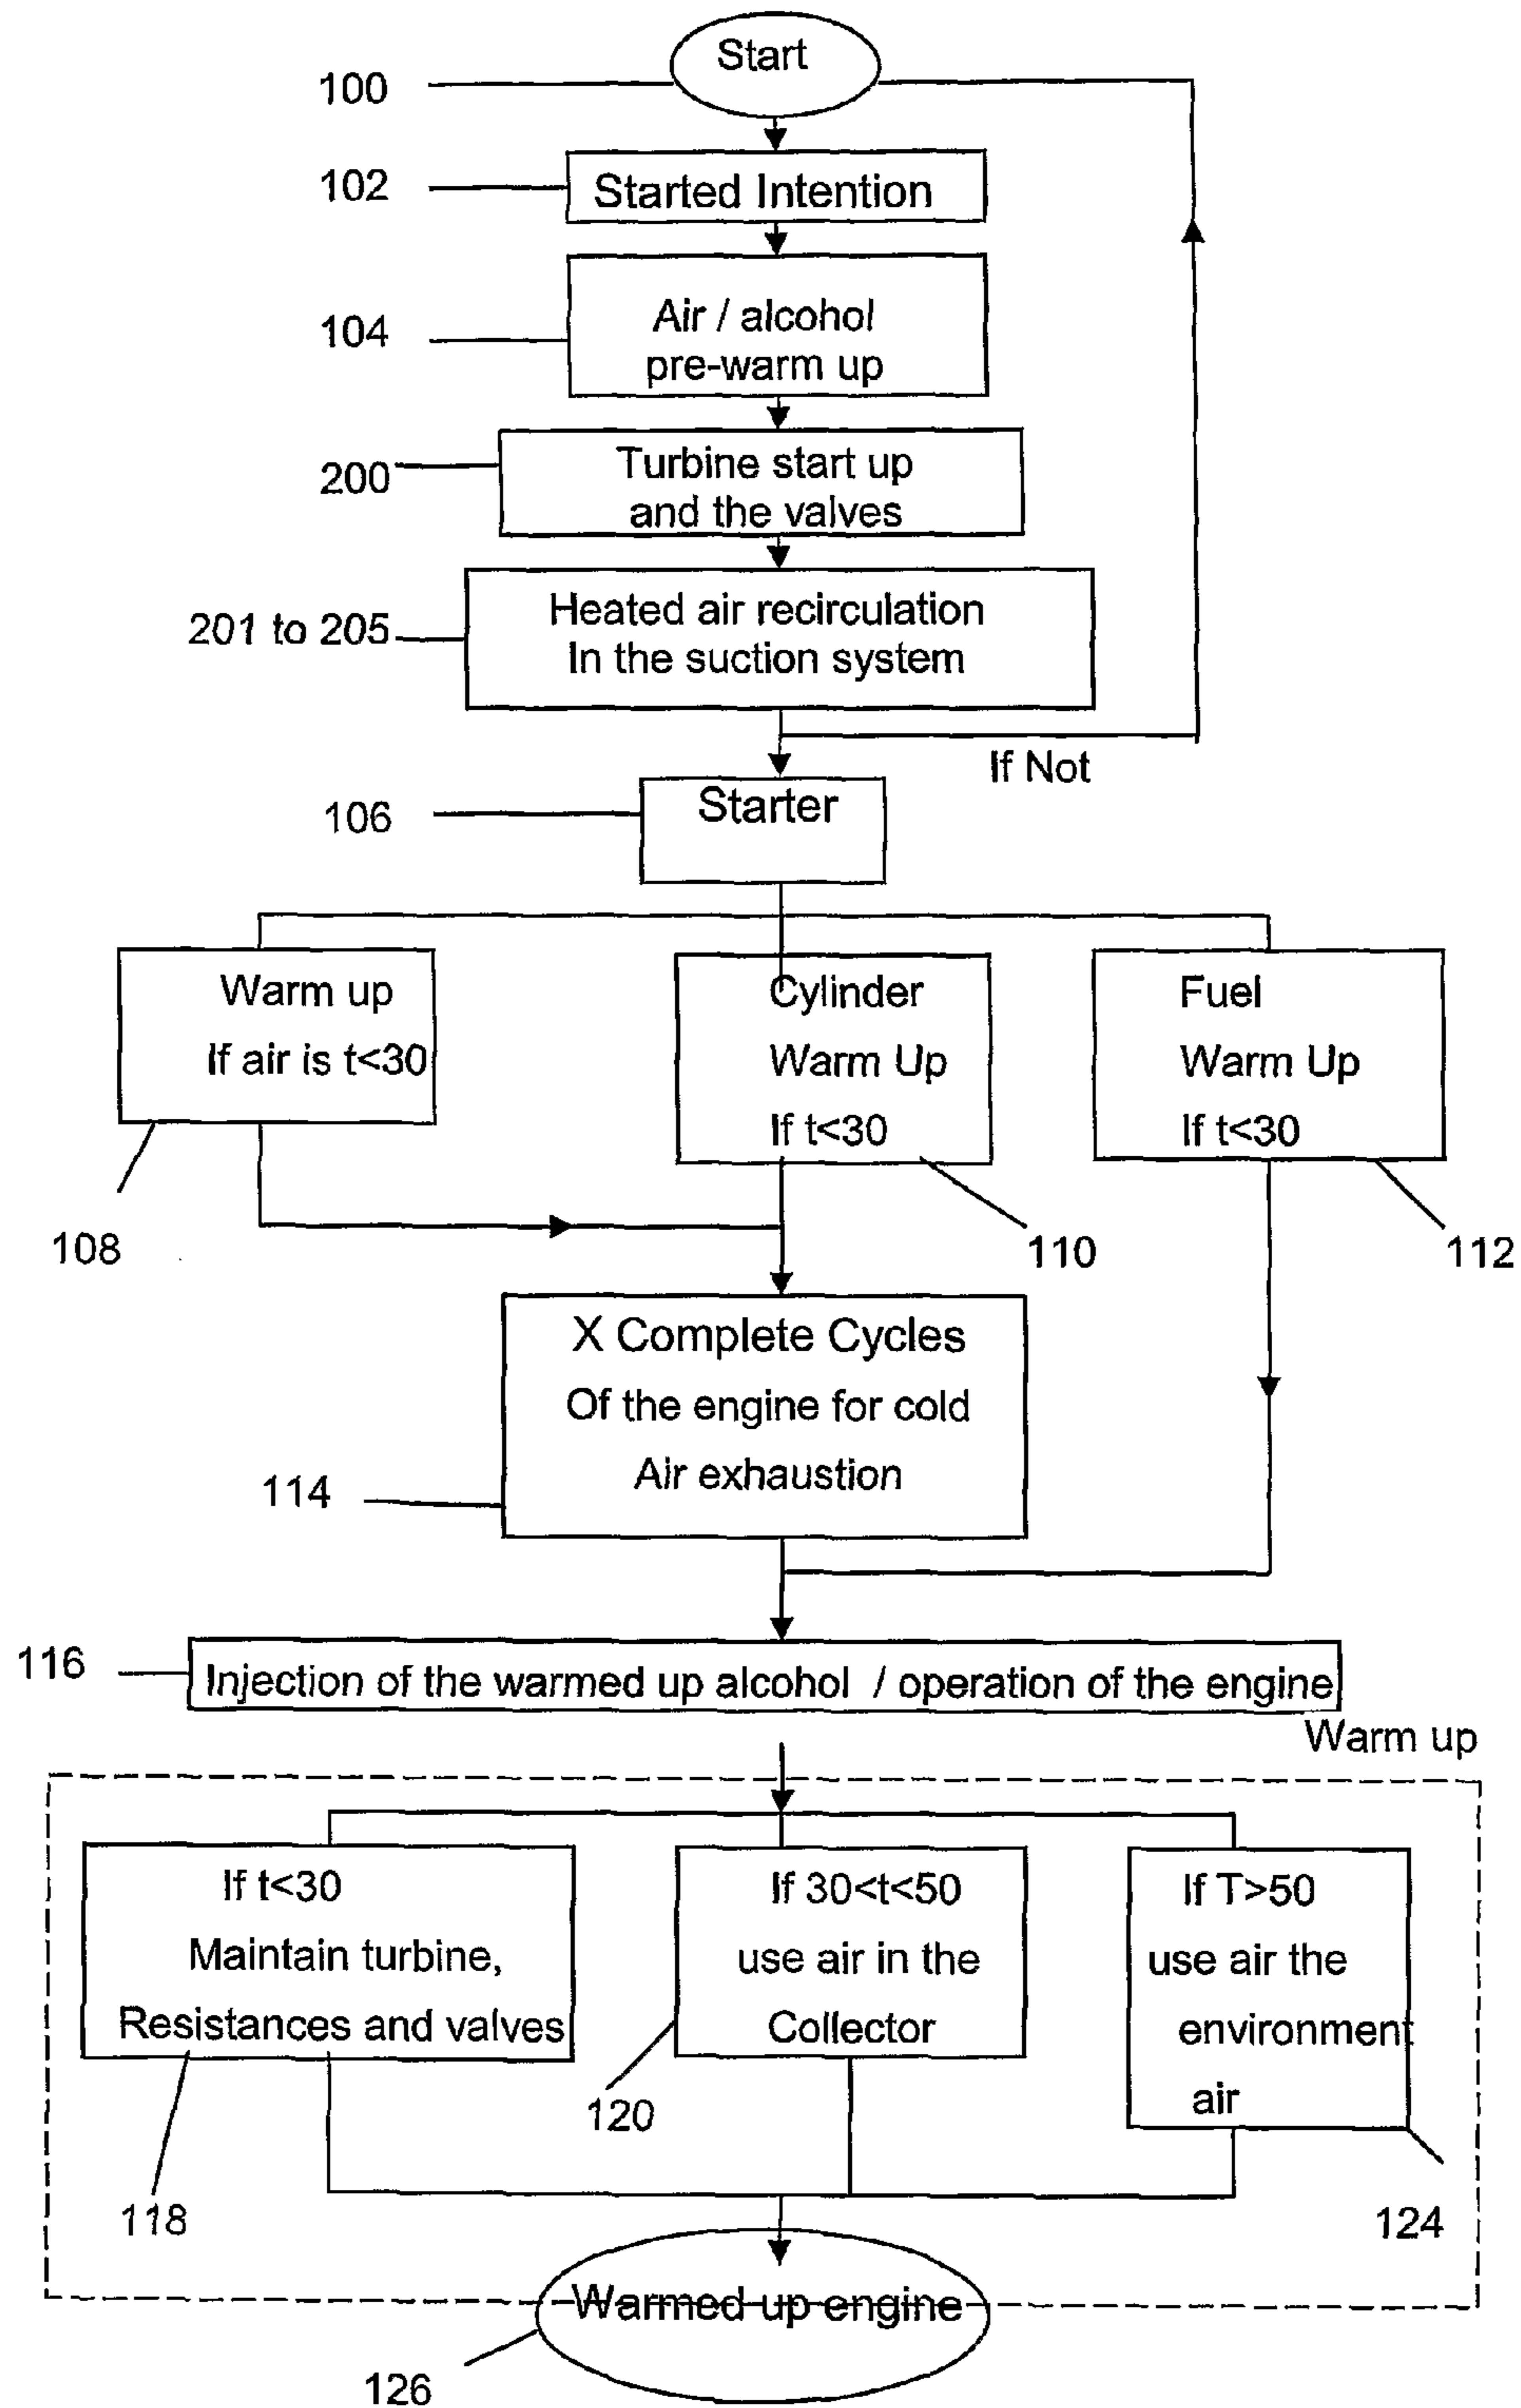 Start
100
102
Started Intention
104
Air / alcohol
pre-warm up
200
Turbine start up
and the valves
201 to 205
Heated air recirculation
In the suction system
If Not
106
Starter
Warm up
If air is t<30
Cylinder
Warm Up
If t<30
Fuel
Warm Up
If t<30
108
110
112
X Complete Cycles
Of the engine for cold
Air exhaustion
114
116
Injection of the warmed up alcohol / operation of the engine
Warm up
If t<30
Maintain turbine,
Resistances and valves
If 30<t<50
use air in the
Collector
If T>50
use air the
environment
air
118
120
124
Warmed up engine
126